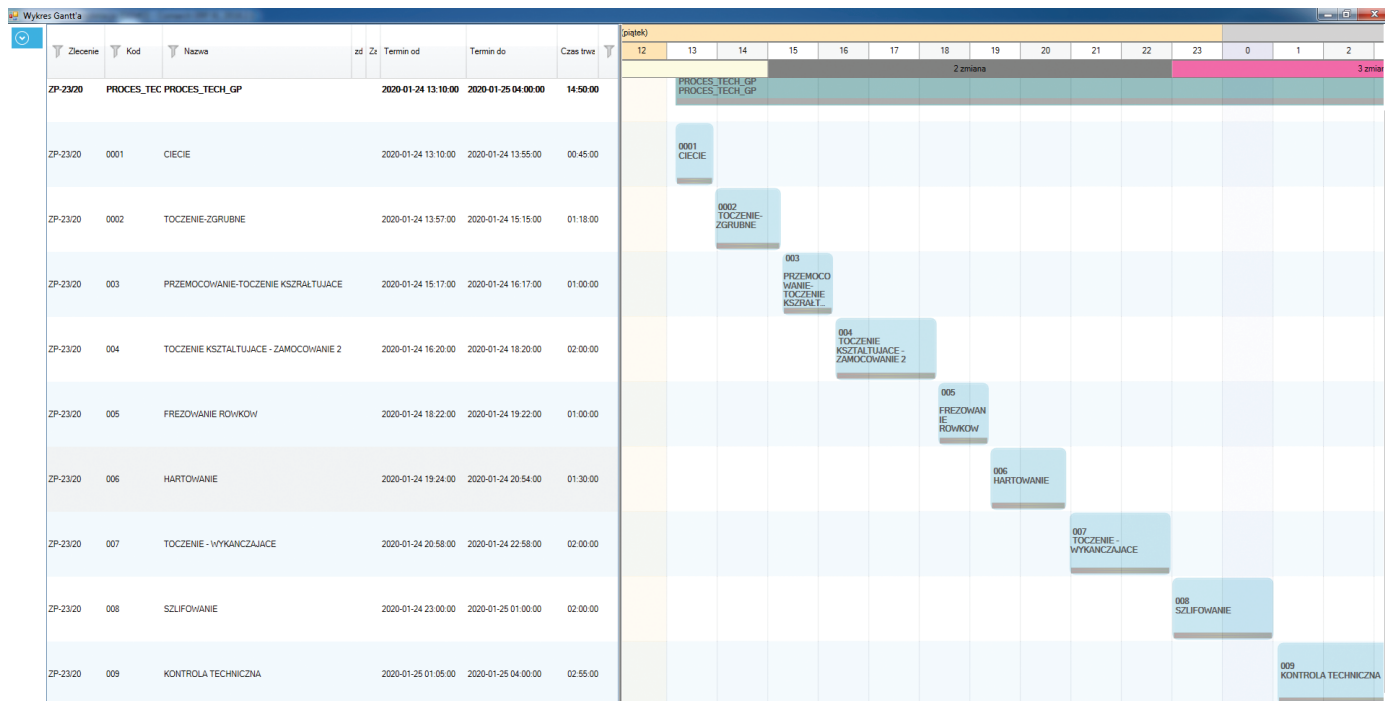 Wykres Gantt'a
Zlecenie Kod Nazwa zd Za Termin od Termin do Czas trwa
(piątek)
12 13 14 15 16 17 18 19 20 21 22 23 0 1 2
2 zmiana 3 zmian
ZP-23/20 PROCES_TEC PROCES_TECH_GP 2020-01-24 13:10:00 2020-01-25 04:00:00 14:50:00
PROCES_TECH_GP
PROCES_TECH_GP
ZP-23/20 0001 CIECIE 2020-01-24 13:10:00 2020-01-24 13:55:00 00:45:00
0001
CIECIE
ZP-23/20 0002 TOCZENIE-ZGRUBNE 2020-01-24 13:57:00 2020-01-24 15:15:00 01:18:00
0002
TOCZENIE-
ZGRUBNE
ZP-23/20 003 PRZEMOCOWANIE-TOCZENIE KSZRAŁTUJACE 2020-01-24 15:17:00 2020-01-24 16:17:00 01:00:00
003
PRZEMOCO
WANIE-
TOCZENIE
KSZRAŁT...
ZP-23/20 004 TOCZENIE KSZTALTUJACE - ZAMOCOWANIE 2 2020-01-24 16:20:00 2020-01-24 18:20:00 02:00:00
004
TOCZENIE
KSZTALTUJACE -
ZAMOCOWANIE 2
ZP-23/20 005 FREZOWANIE ROWKOW 2020-01-24 18:22:00 2020-01-24 19:22:00 01:00:00
005
FREZOWAN
IE
ROWKOW
ZP-23/20 006 HARTOWANIE 2020-01-24 19:24:00 2020-01-24 20:54:00 01:30:00
006
HARTOWANIE
ZP-23/20 007 TOCZENIE - WYKANCZAJACE 2020-01-24 20:58:00 2020-01-24 22:58:00 02:00:00
007
TOCZENIE -
WYKANCZAJACE
ZP-23/20 008 SZLIFOWANIE 2020-01-24 23:00:00 2020-01-25 01:00:00 02:00:00
008
SZLIFOWANIE
ZP-23/20 009 KONTROLA TECHNICZNA 2020-01-25 01:05:00 2020-01-25 04:00:00 02:55:00
009
KONTROLA TECHNICZNA